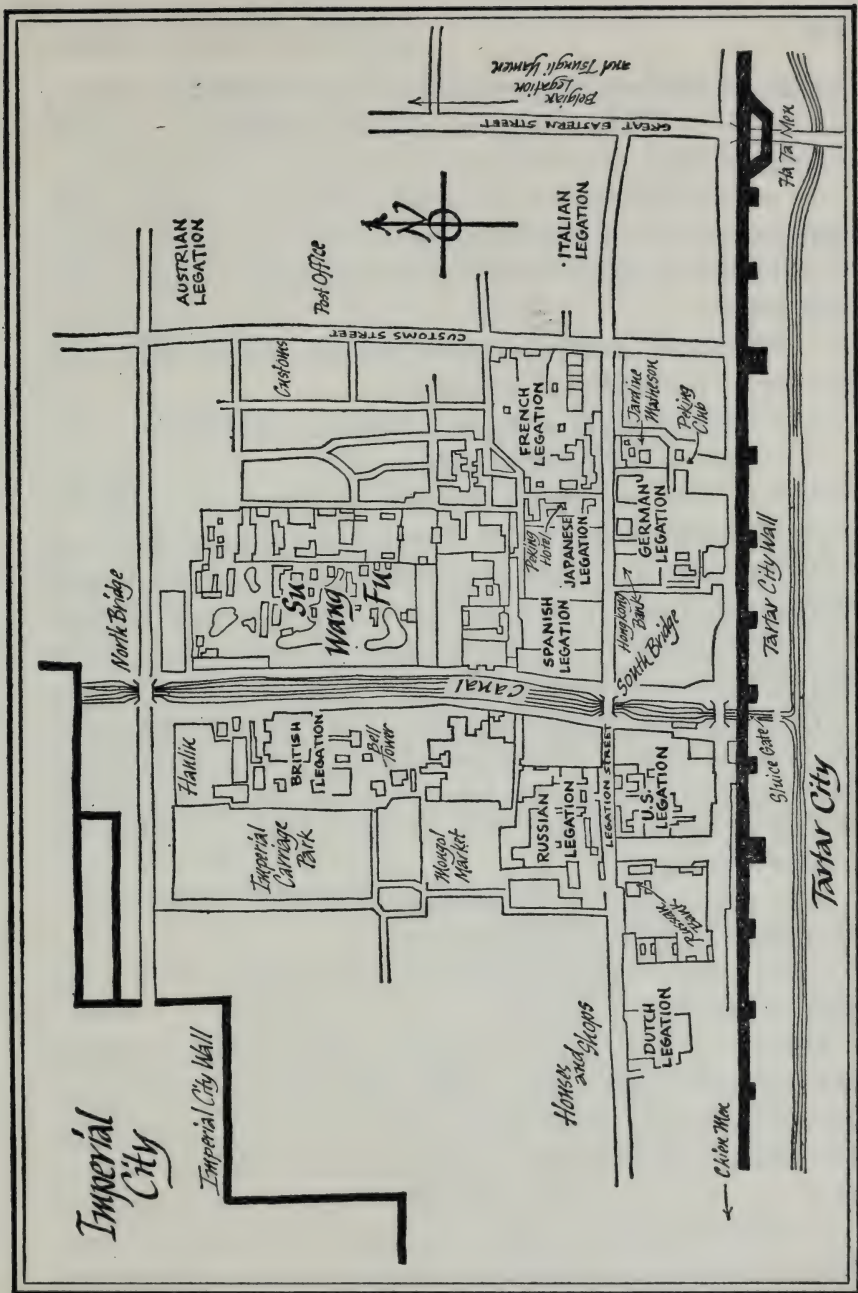 Imperial
City
Imperial City Wall
North Bridge
AUSTRIAN
LEGATION
Post Office
Customs
CUSTOMS STREET
Belgian
Legation
and Tsungli Yamen
GREAT EASTERN STREET
N
ITALIAN
LEGATION
Hanlin
BRITISH
LEGATION
Bell
Tower
Imperial
Carriage
Park
Mongol
Market
Canal
Su
Wang
Fu
FRENCH
LEGATION
Peking
Hotel
JAPANESE
LEGATION
SPANISH
LEGATION
RUSSIAN
LEGATION
LEGATION STREET
South Bridge
Hongkong
Bank
GERMAN
LEGATION
Jardine
Matheson
Peking
Club
U.S.
LEGATION
Houses
and Shops
DUTCH
LEGATION
Chien Men
Sluice Gate
Tartar City Wall
Ha Ta Men
Tartar City